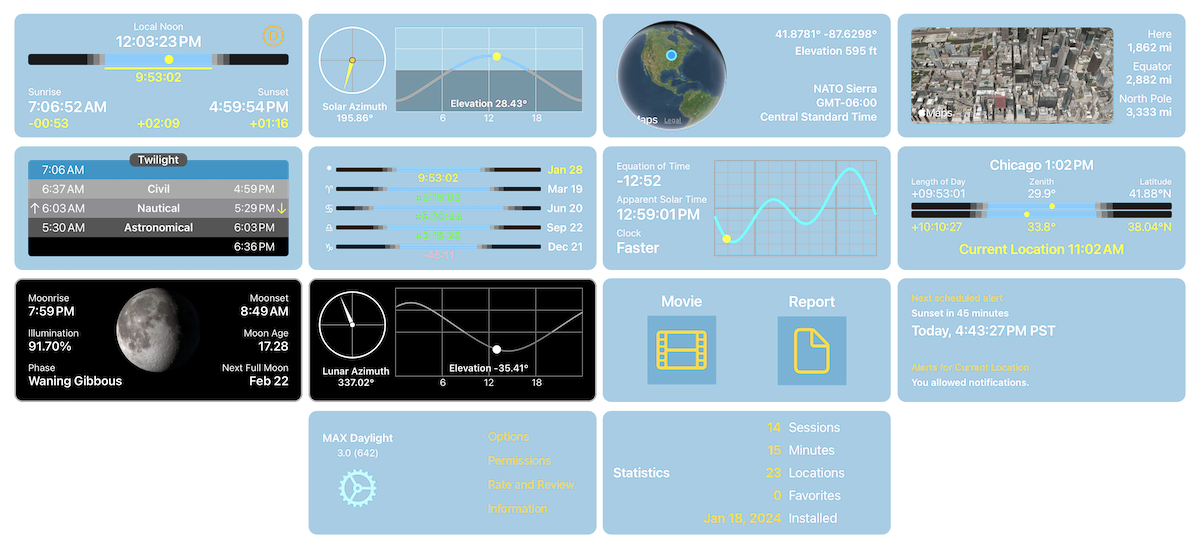 Local Noon
12:03:23 PM
9:53:02
Sunrise Sunset
7:06:52 AM 4:59:54 PM
-00:53 +02:09 +01:16
Elevation 28.43°
Solar Azimuth
195.86°
6 12 18
41.8781° -87.6298°
Elevation 595 ft
NATO Sierra
GMT-06:00
Central Standard Time
Maps Legal
Here
1,862 mi
Equator
2,882 mi
North Pole
3,333 mi
Maps
Twilight
7:06 AM
6:37 AM Civil 4:59 PM
↑ 6:03 AM Nautical 5:29 PM ↓
5:30 AM Astronomical 6:03 PM
6:36 PM
Jan 28
9:53:02
♈ Mar 19
♋ Jun 20
♎ Sep 22
♑ Dec 21
Equation of Time
-12:52
Apparent Solar Time
12:59:01 PM
Clock
Faster
Chicago 1:02 PM
Length of Day Zenith Latitude
+09:53:01 29.9° 41.88°N
+10:10:27 33.8° 38.04°N
Current Location 11:02 AM
Moonrise Moonset
7:59 PM 8:49 AM
Illumination Moon Age
91.70% 17.28
Phase Next Full Moon
Waning Gibbous Feb 22
Elevation -35.41°
Lunar Azimuth
337.02°
6 12 18
Movie Report
Next scheduled alert
Sunset in 45 minutes
Today, 4:43:27 PM PST
Alerts for Current Location
You allowed notifications.
MAX Daylight
3.0 (642)
Options
Permissions
Rate and Review
Information
Statistics
14 Sessions
15 Minutes
23 Locations
0 Favorites
Jan 18, 2024 Installed